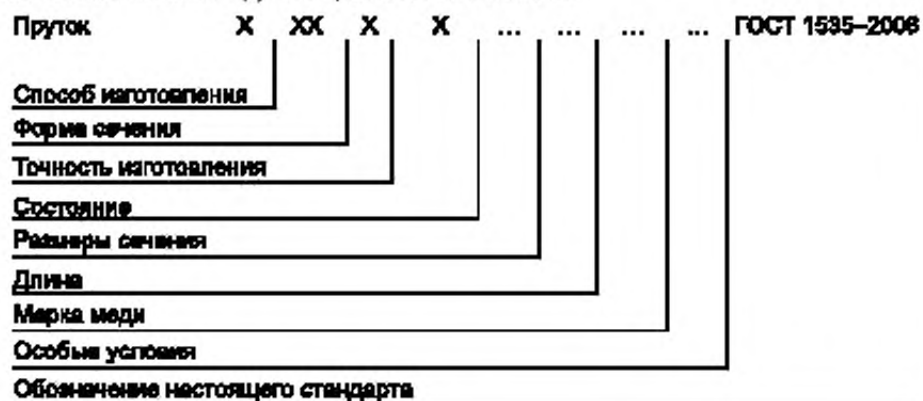 Пруток X XX X X ... ... ... ... ГОСТ 1535–2006
Способ изготовления
Форма сечения
Точность изготовления
Состояние
Размеры сечения
Длина
Марка меди
Особые условия
Обозначение настоящего стандарта